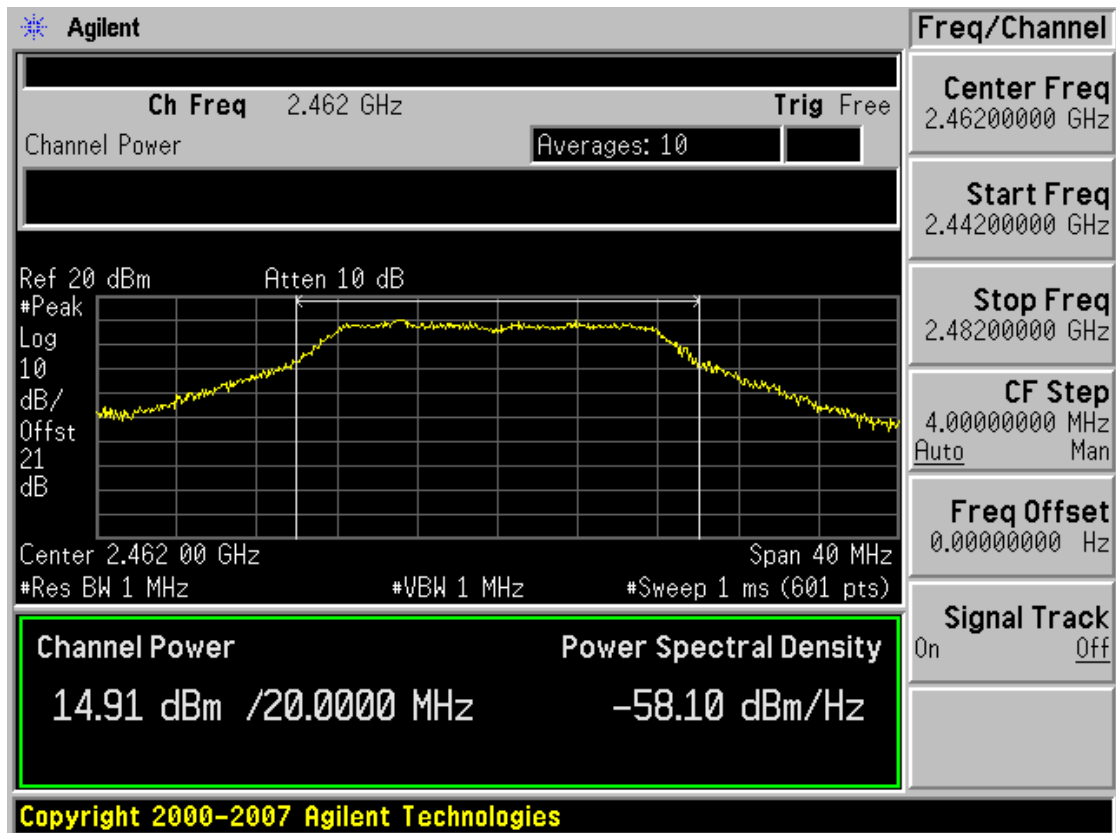 Agilent
Freq/Channel
Ch Freq 2.462 GHz Trig Free
Channel Power
Averages: 10
Ref 20 dBm Atten 10 dB
#Peak
Log
10
dB/
Offst
21
dB
Center 2.462 00 GHz Span 40 MHz
#Res BW 1 MHz #VBW 1 MHz #Sweep 1 ms (601 pts)
Channel Power Power Spectral Density
14.91 dBm /20.0000 MHz -58.10 dBm/Hz
Center Freq
2.46200000 GHz
Start Freq
2.44200000 GHz
Stop Freq
2.48200000 GHz
CF Step
4.00000000 MHz
Auto Man
Freq Offset
0.00000000 Hz
Signal Track
On Off
Copyright 2000-2007 Agilent Technologies